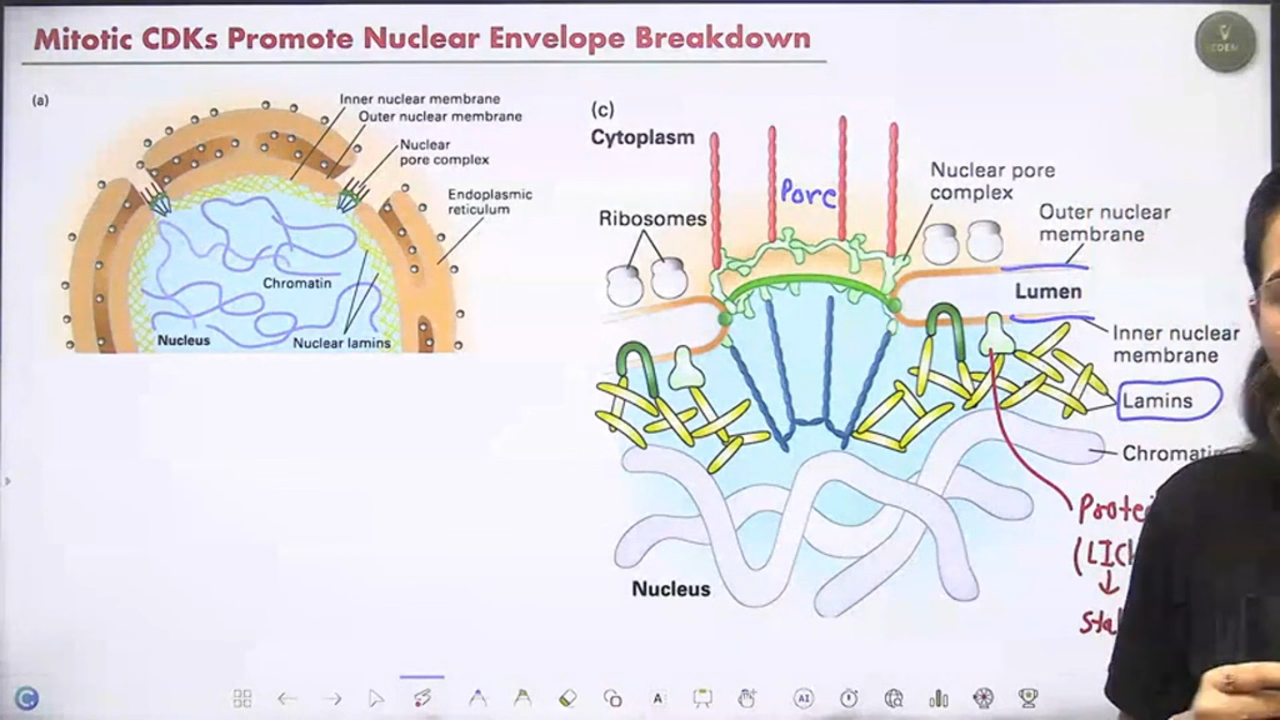 Mitotic CDKs Promote Nuclear Envelope Breakdown
(a)
Inner nuclear membrane
Outer nuclear membrane
Nuclear
pore complex
Endoplasmic
reticulum
Chromatin
Nucleus
Nuclear lamins
(c)
Cytoplasm
Pore
Nuclear pore
complex
Ribosomes
Outer nuclear
membrane
Lumen
Inner nuclear
membrane
Lamins
Nucleus
AI
A